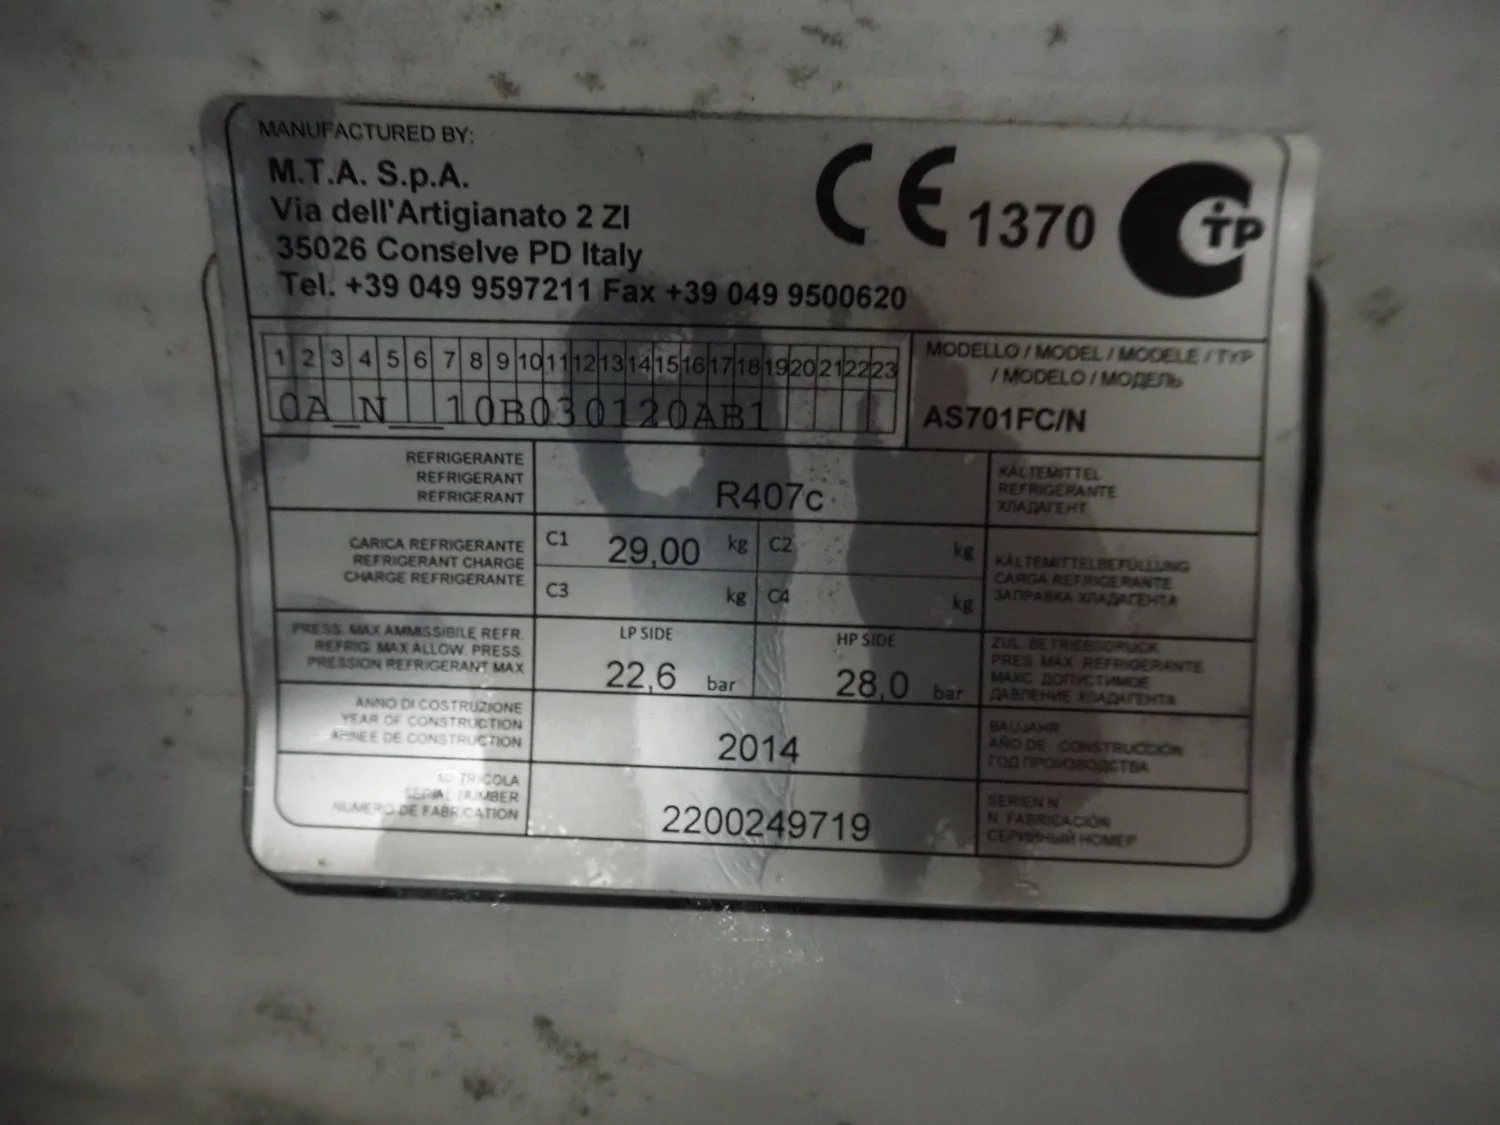 MANUFACTURED BY:
M.T.A. S.p.A.
Via dell'Artigianato 2 ZI
35026 Conselve PD Italy
Tel. +39 049 9597211 Fax +39 049 9500620
CE 1370
TP
1 2 3 4 5 6 7 8 9 10 11 12 13 14 15 16 17 18 19 20 21 22 23
0A_N__10B030120AB1
MODELLO / MODEL / MODELE / TYP
/ MODELO / МОДЕЛЬ
AS701FC/N
REFRIGERANTE
REFRIGERANT
REFRIGERANT
R407c
KÄLTEMITTEL
REFRIGERANTE
ХЛАДАГЕНТ
CARICA REFRIGERANTE
REFRIGERANT CHARGE
CHARGE REFRIGERANTE
C1 29,00 kg C2 kg
C3 kg C4 kg
KÄLTEMITTELBEFÜLLUNG
CARGA REFRIGERANTE
ЗАПРАВКА ХЛАДАГЕНТА
PRESS. MAX AMMISSIBILE REFR.
REFRIG. MAX ALLOW. PRESS.
PRESSION REFRIGERANT MAX
LP SIDE
22,6 bar
HP SIDE
28,0 bar
ZUL. BETRIEBSDRUCK
PRES. MÁX. REFRIGERANTE
МАКС. ДОПУСТИМОЕ
ДАВЛЕНИЕ ХЛАДАГЕНТА
ANNO DI COSTRUZIONE
YEAR OF CONSTRUCTION
ANNEE DE CONSTRUCTION
2014
BAUJAHR
AÑO DE CONSTRUCCIÓN
ГОД ПРОИЗВОДСТВА
MATRICOLA
SERIAL NUMBER
NUMERO DE FABRICATION
2200249719
SERIEN N.
N. FABRICACIÓN
СЕРИЙНЫЙ НОМЕР